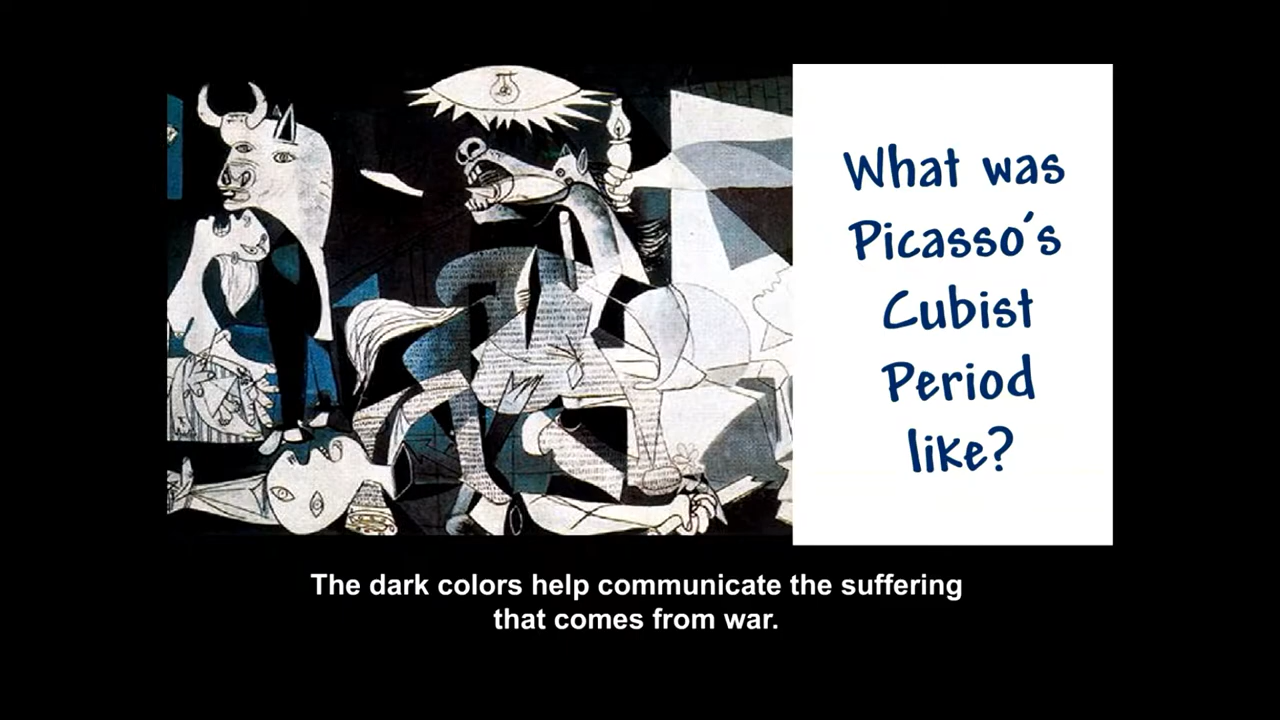 What was
Picasso's
Cubist
Period
like?
The dark colors help communicate the suffering
that comes from war.